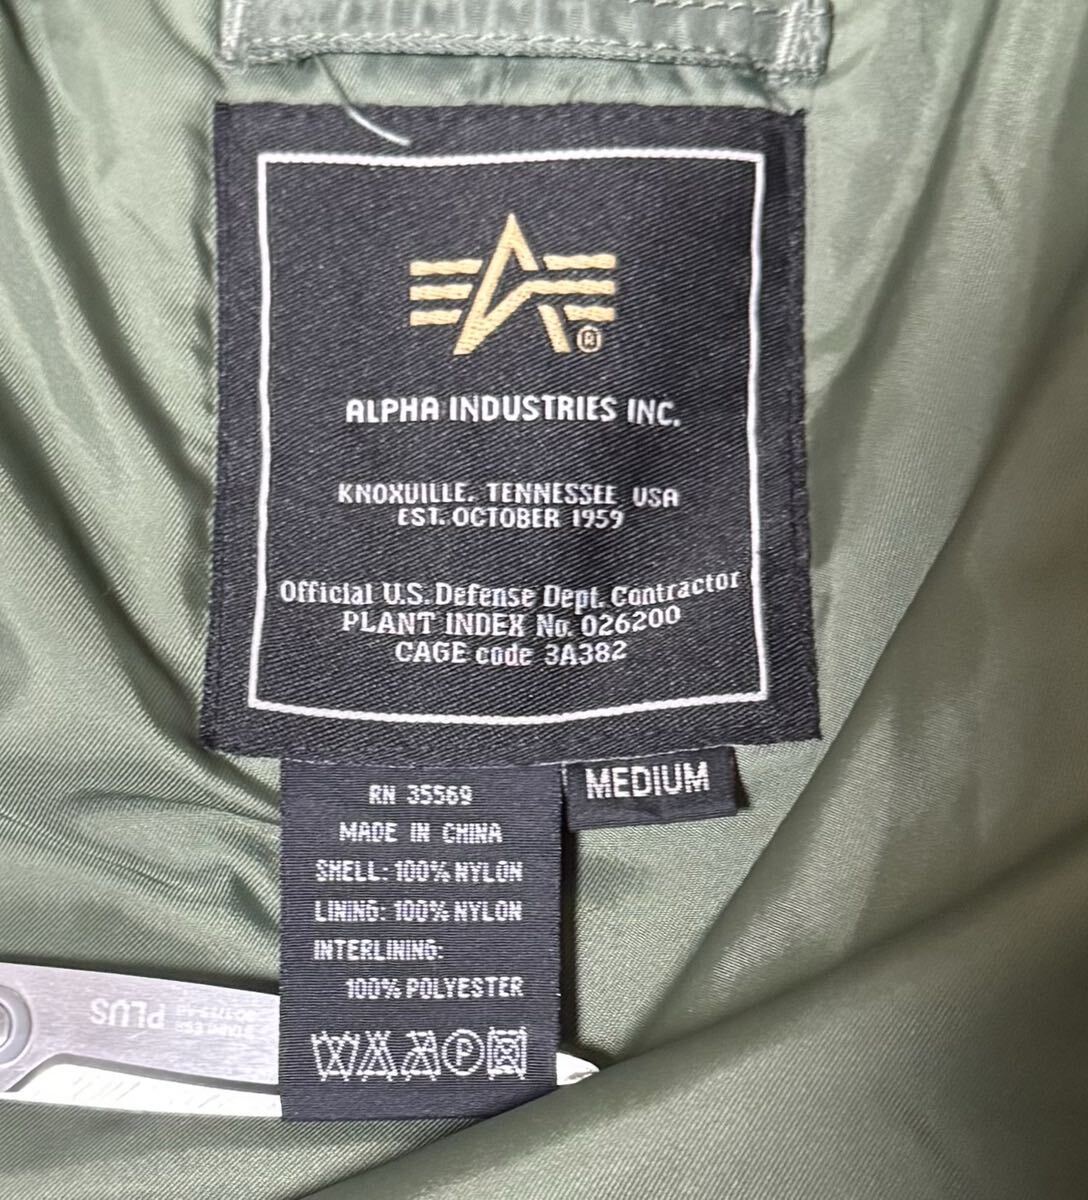 ALPHA INDUSTRIES INC.
KNOXVILLE, TENNESSEE, USA
EST. OCTOBER 1959
Official U.S. Defense Dept. Contractor
PLANT INDEX No. 026200
CAGE code 3A382
MEDIUM
RN 35569
MADE IN CHINA
SHELL: 100% NYLON
LINING: 100% NYLON
INTERLINING:
100% POLYESTER
P
PLUS